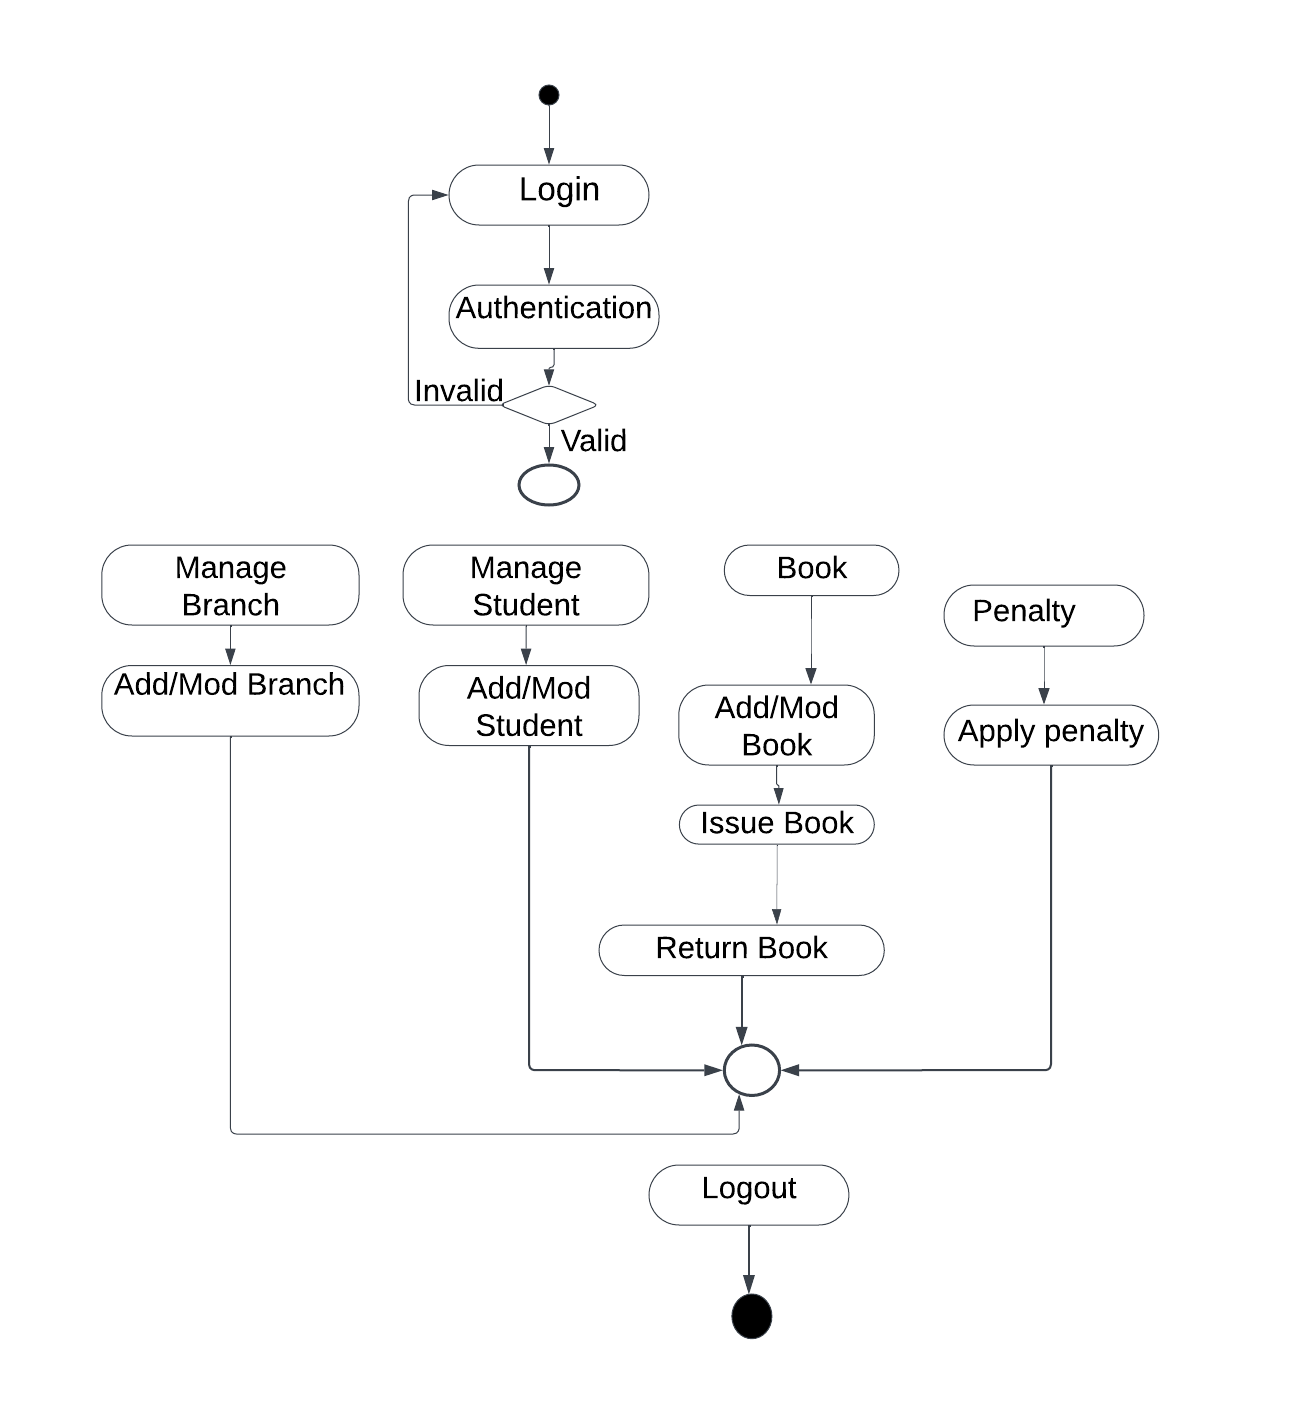 Login
Authentication
Invalid
Valid
Manage
Branch
Manage
Student
Book
Penalty
Add/Mod Branch
Add/Mod
Student
Add/Mod
Book
Apply penalty
Issue Book
Return Book
Logout